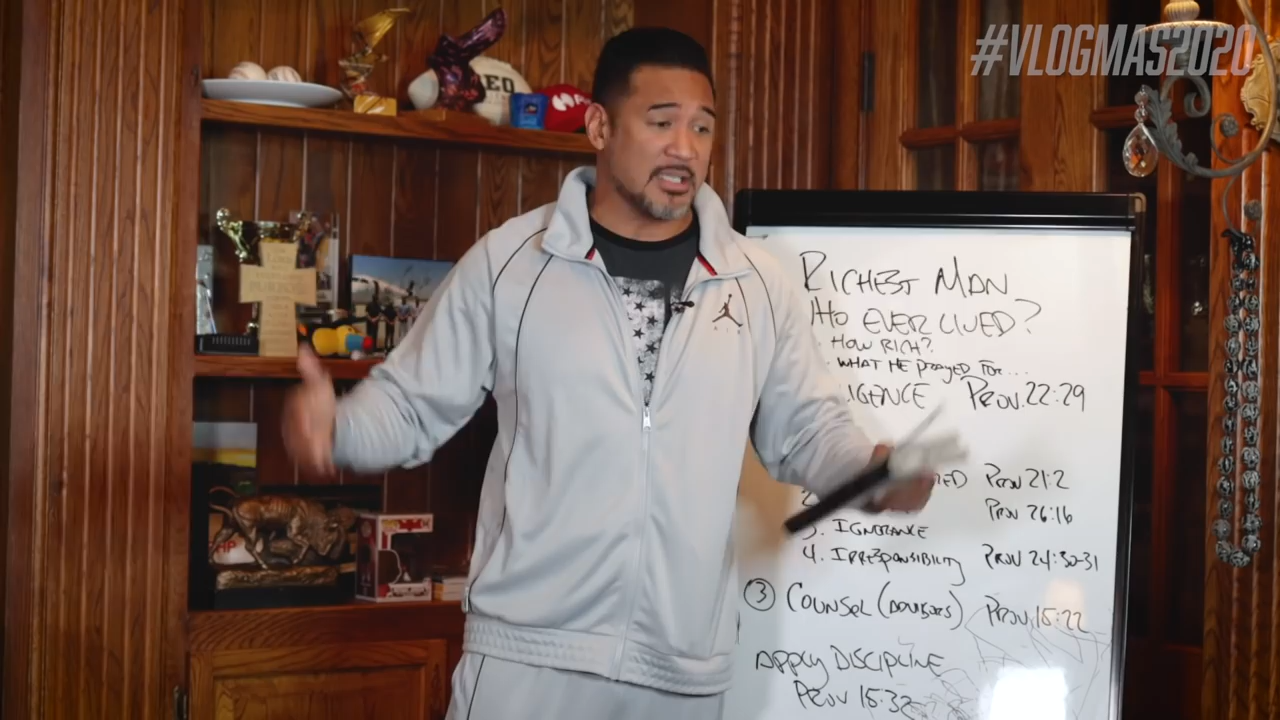 #VLOGMAS2020
RICHEST MAN
WHO EVER LIVED?
. HOW RICH?
. WHAT HE PRAYED FOR...
IGENCE PROV. 22:29
ED PROV 21:2
PROV 26:16
3. IGNORANCE
4. IRRESPONSIBILITY PROV 24:30-31
③ COUNSEL (ADVISORS) PROV 15:22
APPLY DISCIPLINE
PROV 15:32